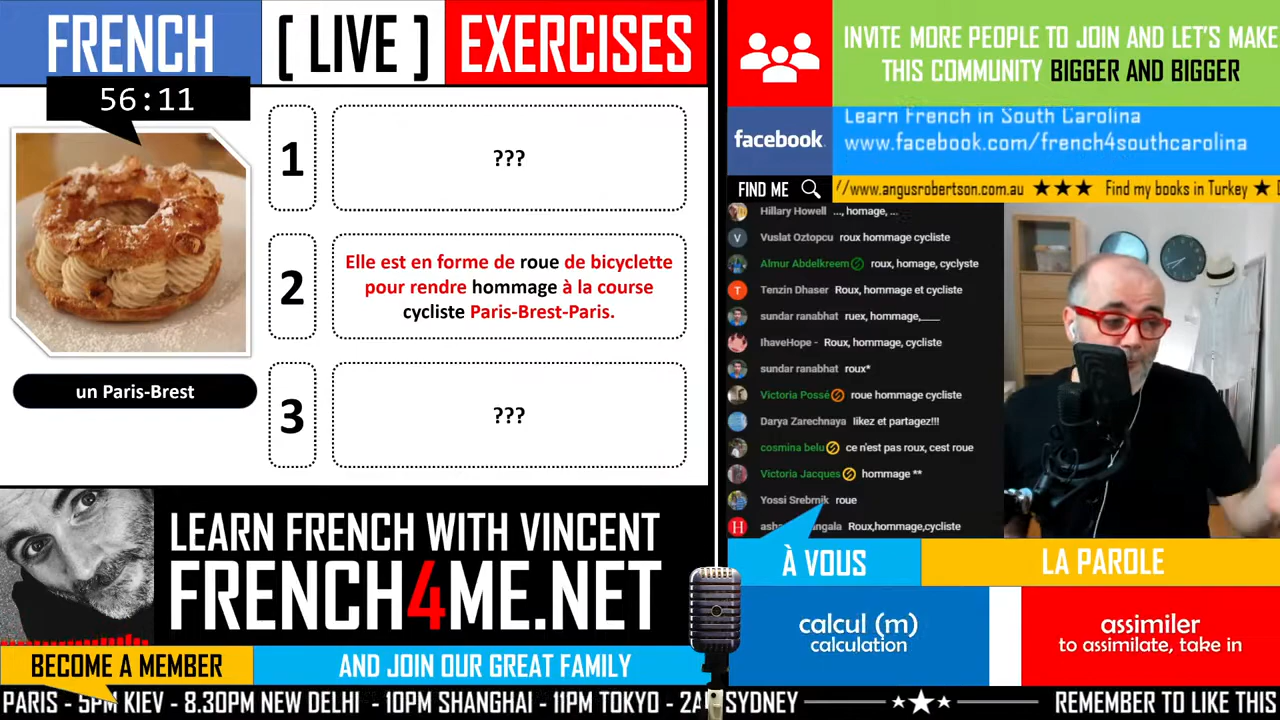 FRENCH
[ LIVE ]
EXERCISES
56:11
un Paris-Brest
1
???
2
Elle est en forme de roue de bicyclette
pour rendre hommage à la course
cycliste Paris-Brest-Paris.
3
???
LEARN FRENCH WITH VINCENT
FRENCH4ME.NET
BECOME A MEMBER
AND JOIN OUR GREAT FAMILY
INVITE MORE PEOPLE TO JOIN AND LET'S MAKE
THIS COMMUNITY BIGGER AND BIGGER
facebook.
Learn French in South Carolina
www.facebook.com/french4southcarolina
FIND ME
//www.angusrobertson.com.au ★★★ Find my books in Turkey ★
Hillary Howell ..., homage, ...
V Vuslat Oztopcu roux hommage cycliste
Almur Abdelkreem roux, homage, cyclyste
T Tenzin Dhaser Roux, hommage et cycliste
sundar ranabhat ruex, hommage,____
IhaveHope - Roux, hommage, cycliste
sundar ranabhat roux*
Victoria Possé roue hommage cycliste
Darya Zarechnaya likez et partagez!!!
cosmina belu ce n'est pas roux, cest roue
Victoria Jacques hommage **
Yossi Srebrnik roue
H Roux,hommage,cycliste
À VOUS
LA PAROLE
calcul (m)
calculation
assimiler
to assimilate, take in
PARIS - 5PM KIEV - 8.30PM NEW DELHI - 10PM SHANGHAI - 11PM TOKYO - SYDNEY
REMEMBER TO LIKE THIS